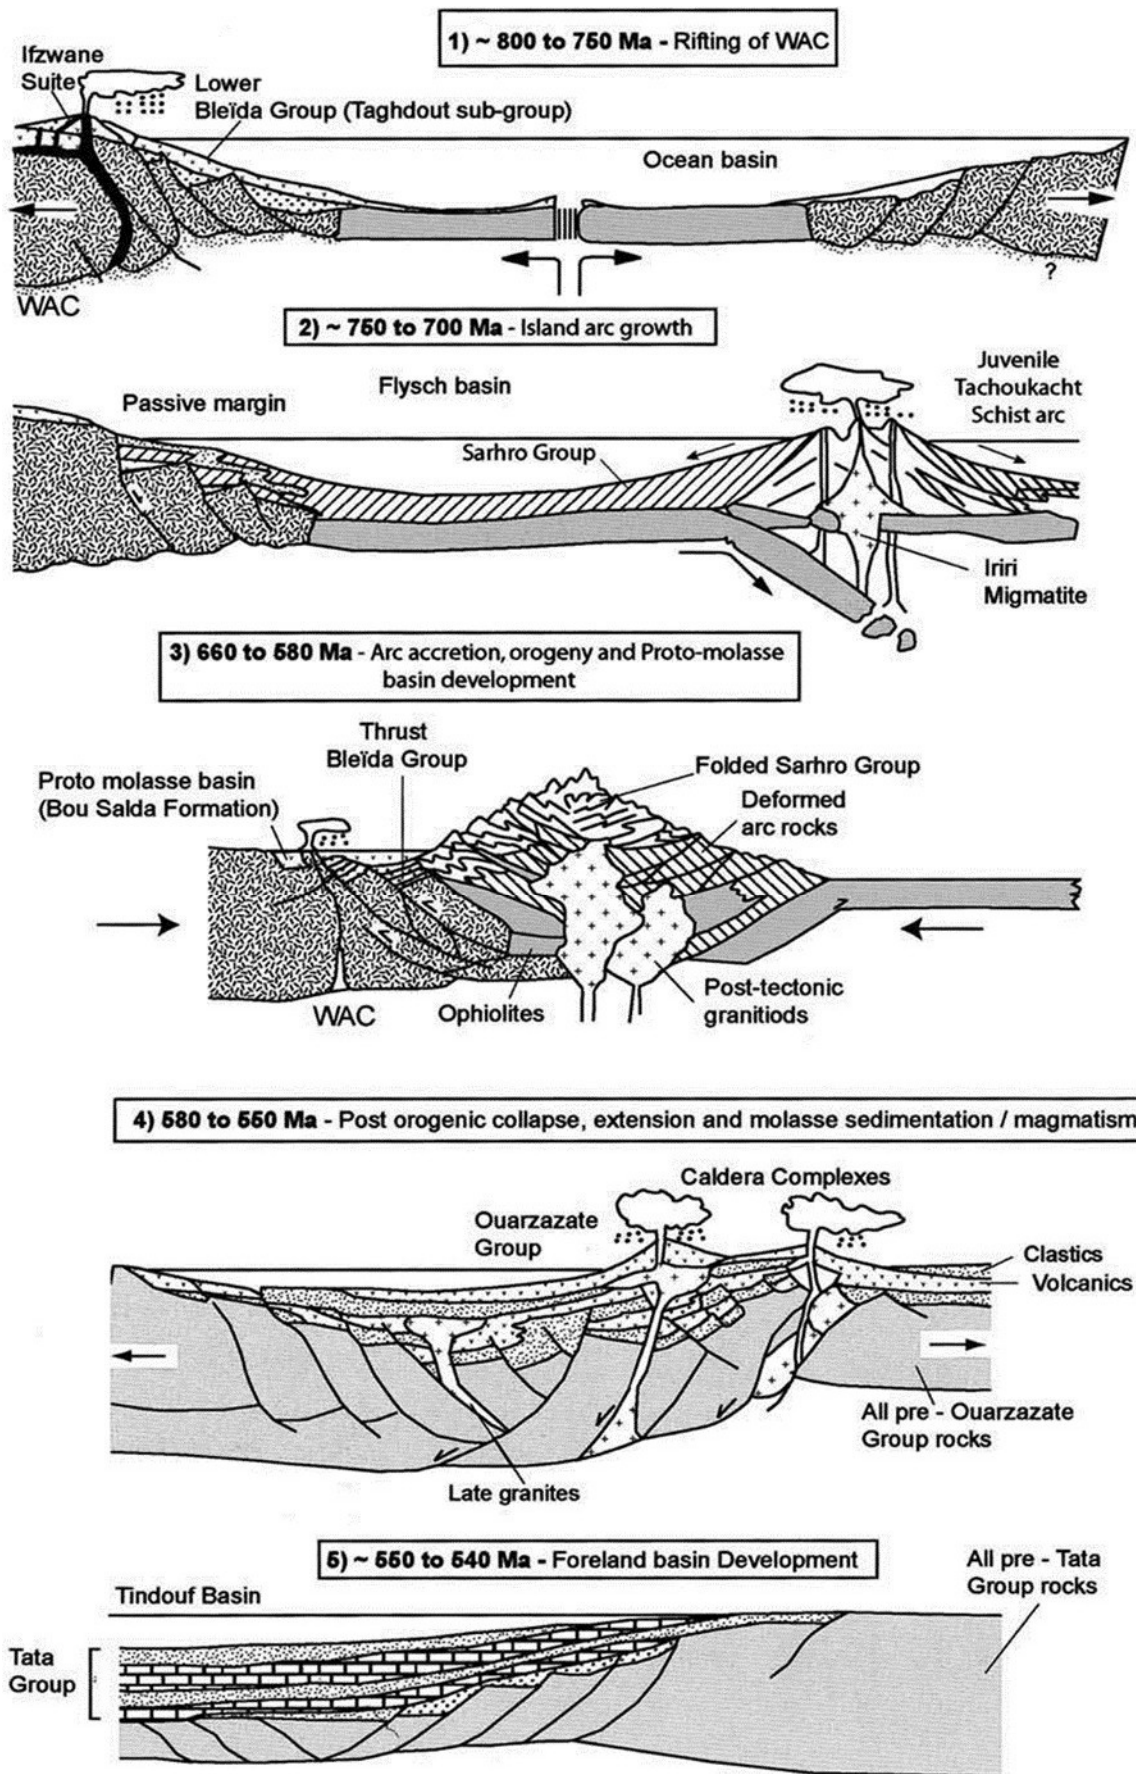 1) ~ 800 to 750 Ma - Rifting of WAC
Ifzwane
Suite
Lower
Bleïda Group (Taghdout sub-group)
Ocean basin
WAC
?
2) ~ 750 to 700 Ma - Island arc growth
Passive margin
Flysch basin
Juvenile
Tachoukacht
Schist arc
Sarhro Group
Iriri
Migmatite
3) 660 to 580 Ma - Arc accretion, orogeny and Proto-molasse
basin development
Thrust
Bleïda Group
Proto molasse basin
(Bou Salda Formation)
Folded Sarhro Group
Deformed
arc rocks
WAC
Ophiolites
Post-tectonic
granitiods
4) 580 to 550 Ma - Post orogenic collapse, extension and molasse sedimentation / magmatism
Caldera Complexes
Ouarzazate
Group
Clastics
Volcanics
All pre - Ouarzazate
Group rocks
Late granites
5) ~ 550 to 540 Ma - Foreland basin Development
All pre - Tata
Group rocks
Tindouf Basin
Tata
Group